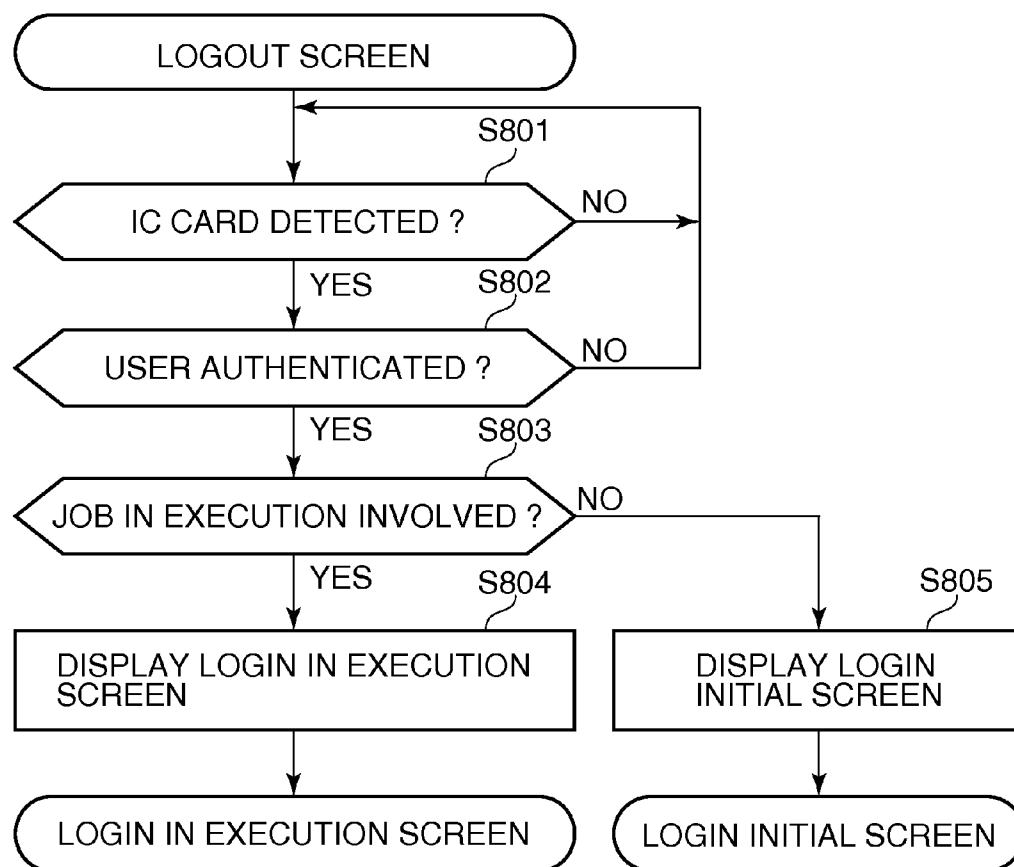 LOGOUT SCREEN
S801
IC CARD DETECTED ?
NO
YES
S802
USER AUTHENTICATED ?
NO
YES
S803
JOB IN EXECUTION INVOLVED ?
NO
YES
S804
S805
DISPLAY LOGIN IN EXECUTION
SCREEN
DISPLAY LOGIN
INITIAL SCREEN
LOGIN IN EXECUTION SCREEN
LOGIN INITIAL SCREEN